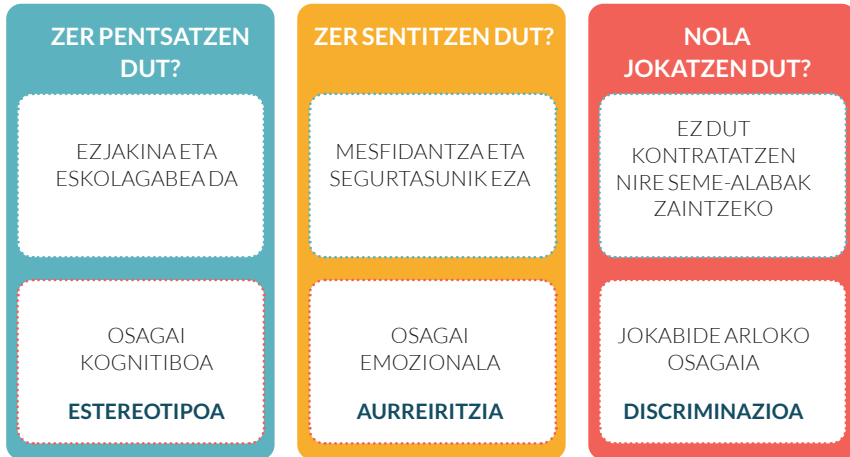 ZER PENTSATZEN
DUT?
EZJAKINA ETA
ESKOLAGABEA DA
OSAGAI
KOGNITIBOA
ESTEREOTIPOA
ZER SENTITZEN DUT?
MESFIDANTZA ETA
SEGURTASUNIK EZA
OSAGAI
EMOZIONALA
AURREIRITZIA
NOLA
JOKATZEN DUT?
EZ DUT
KONTRATATZEN
NIRE SEME-ALABAK
ZAINTZEKO
JOKABIDE ARLOKO
OSAGAIA
DISCRIMINAZIOA